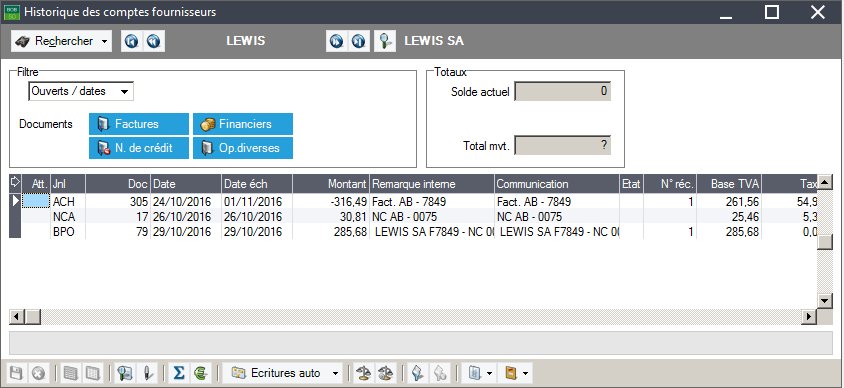 BOB 50 Historique des comptes fournisseurs
Rechercher LEWIS LEWIS SA
Filtre
Ouverts / dates
Documents Factures Financiers
N. de crédit Op.diverses
Totaux
Solde actuel 0
Total mvt. ?
Att. Jnl Doc Date Date éch Montant Remarque interne Communication Etat N° réc. Base TVA Tax
ACH 305 24/10/2016 01/11/2016 -316,49 Fact. AB - 7849 Fact. AB - 7849 1 261,56 54,9
NCA 17 26/10/2016 26/10/2016 30,81 NC AB - 0075 NC AB - 0075 25,46 5,3
BPO 79 29/10/2016 29/10/2016 285,68 LEWIS SA F7849 - NC 00 LEWIS SA F7849 - NC 00 1 285,68 0,0
Ecritures auto